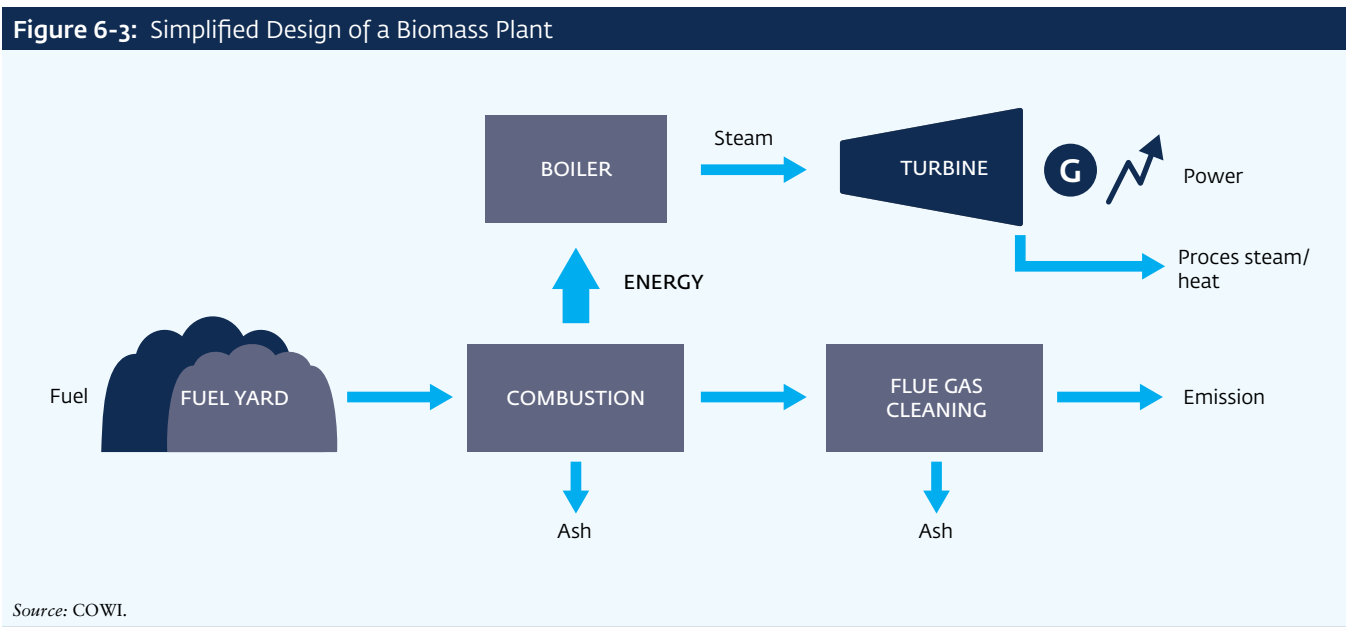 Figure 6-3: Simplified Design of a Biomass Plant
BOILER
Steam
TURBINE
G
Power
Proces steam/
heat
ENERGY
Fuel
FUEL YARD
COMBUSTION
FLUE GAS
CLEANING
Emission
Ash
Ash
Source: COWI.